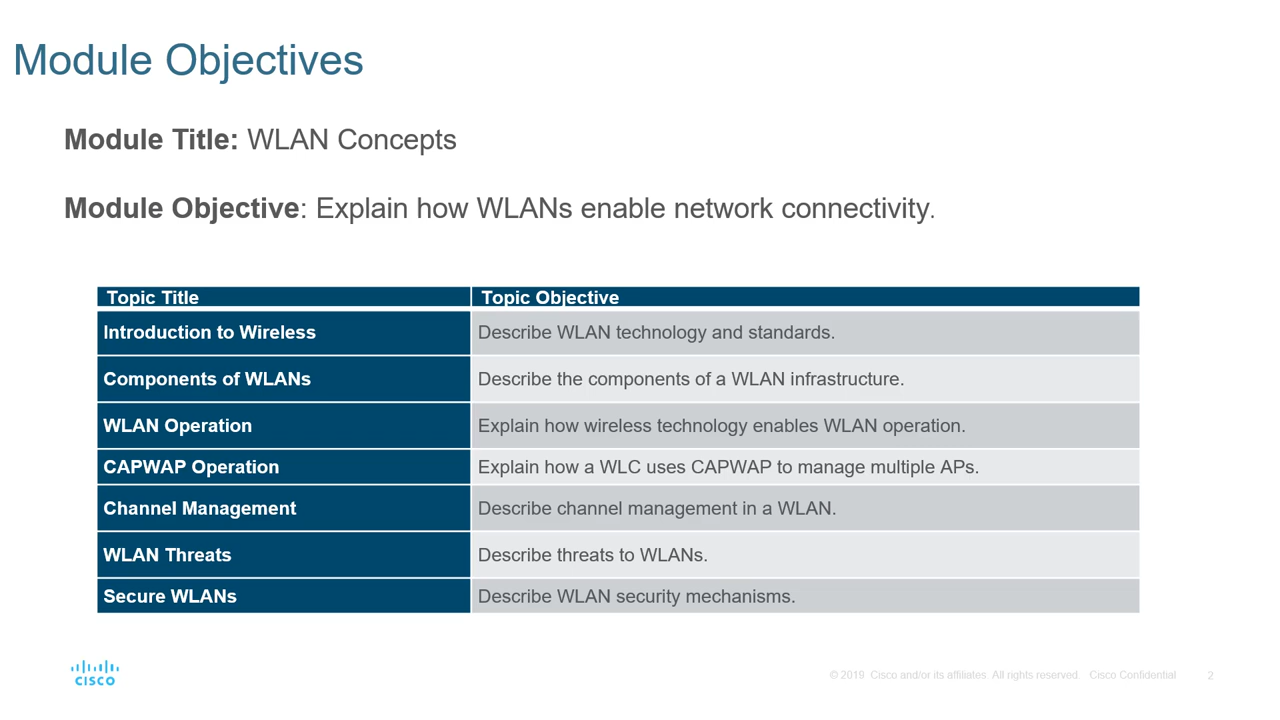 Module Objectives
Module Title: WLAN Concepts
Module Objective: Explain how WLANs enable network connectivity.
Topic Title Topic Objective
Introduction to Wireless Describe WLAN technology and standards.
Components of WLANs Describe the components of a WLAN infrastructure.
WLAN Operation Explain how wireless technology enables WLAN operation.
CAPWAP Operation Explain how a WLC uses CAPWAP to manage multiple APs.
Channel Management Describe channel management in a WLAN.
WLAN Threats Describe threats to WLANs.
Secure WLANs Describe WLAN security mechanisms.
CISCO © 2019 Cisco and/or its affiliates. All rights reserved. Cisco Confidential 2